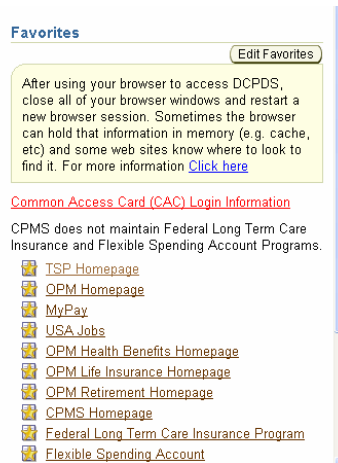 Favorites
Edit Favorites
After using your browser to access DCPDS,
close all of your browser windows and restart a
new browser session. Sometimes the browser
can hold that information in memory (e.g. cache,
etc) and some web sites know where to look to
find it. For more information Click here
Common Access Card (CAC) Login Information
CPMS does not maintain Federal Long Term Care
Insurance and Flexible Spending Account Programs.
TSP Homepage
OPM Homepage
MyPay
USA Jobs
OPM Health Benefits Homepage
OPM Life Insurance Homepage
OPM Retirement Homepage
CPMS Homepage
Federal Long Term Care Insurance Program
Flexible Spending Account